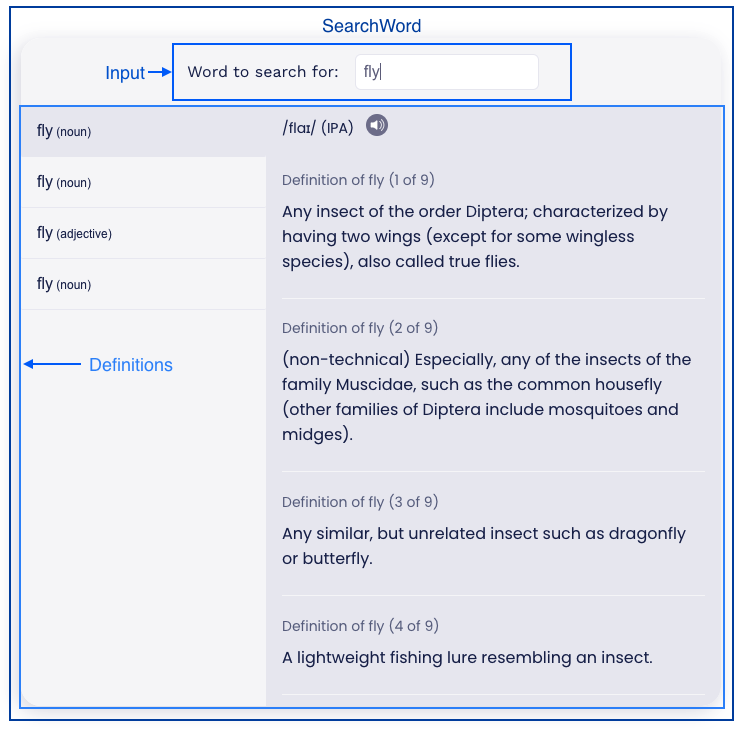 SearchWord
Input
Word to search for:
fly
fly (noun)
fly (noun)
fly (adjective)
fly (noun)
Definitions
/flaɪ/ (IPA)
Definition of fly (1 of 9)
Any insect of the order Diptera; characterized by
having two wings (except for some wingless
species), also called true flies.
Definition of fly (2 of 9)
(non-technical) Especially, any of the insects of the
family Muscidae, such as the common housefly
(other families of Diptera include mosquitoes and
midges).
Definition of fly (3 of 9)
Any similar, but unrelated insect such as dragonfly
or butterfly.
Definition of fly (4 of 9)
A lightweight fishing lure resembling an insect.